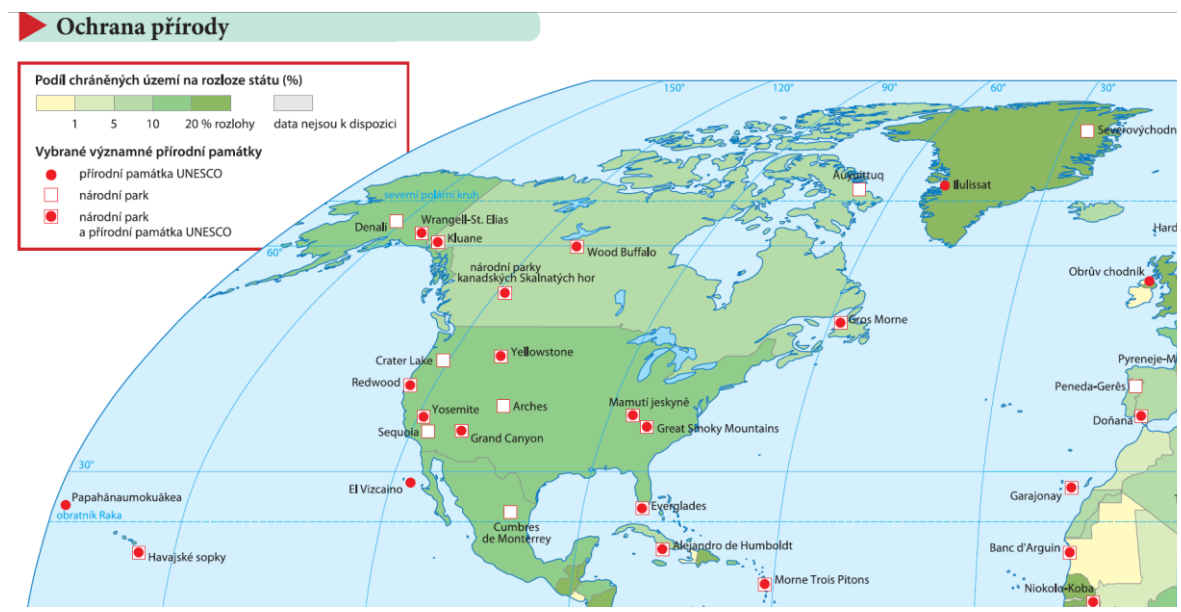 Ochrana přírody
Podíl chráněných území na rozloze státu (%)
1 5 10 20 % rozlohy data nejsou k dispozici
Vybrané významné přírodní památky
přírodní památka UNESCO
národní park
národní park
a přírodní památka UNESCO
150° 120° 90° 60° 30°
Severovýchodn
Auyuittuq
Ilulissat
severní polární kruh
Denali
Wrangell-St. Elias
Kluane
60°
Wood Buffalo
Hard
národní parky
kanadských Skalnatých hor
Obrův chodník
Gros Morne
Crater Lake
Yellowstone
Pyreneje-M
Redwood
Peneda-Gerês
Arches
Mamutí jeskyně
Yosemite
Doñana
Sequoia
Grand Canyon
Great Smoky Mountains
30°
El Vizcaino
Papahānaumokuākea
Garajonay
Everglades
obratník Raka
Cumbres
de Monterrey
Havajské sopky
Alejandro de Humboldt
Banc d'Arguin
Morne Trois Pitons
Niokolo-Koba